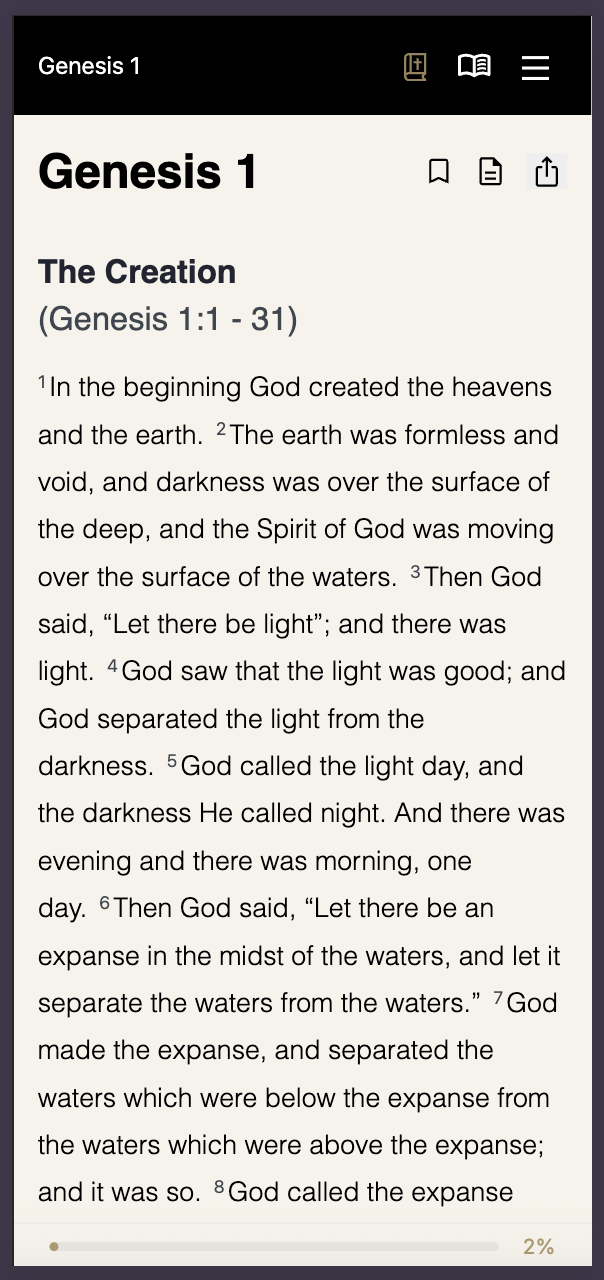 Genesis 1
Genesis 1
The Creation
(Genesis 1:1 - 31)
1 In the beginning God created the heavens
and the earth. 2 The earth was formless and
void, and darkness was over the surface of
the deep, and the Spirit of God was moving
over the surface of the waters. 3 Then God
said, “Let there be light”; and there was
light. 4 God saw that the light was good; and
God separated the light from the
darkness. 5 God called the light day, and
the darkness He called night. And there was
evening and there was morning, one
day. 6 Then God said, “Let there be an
expanse in the midst of the waters, and let it
separate the waters from the waters.” 7 God
made the expanse, and separated the
waters which were below the expanse from
the waters which were above the expanse;
and it was so. 8 God called the expanse
2%